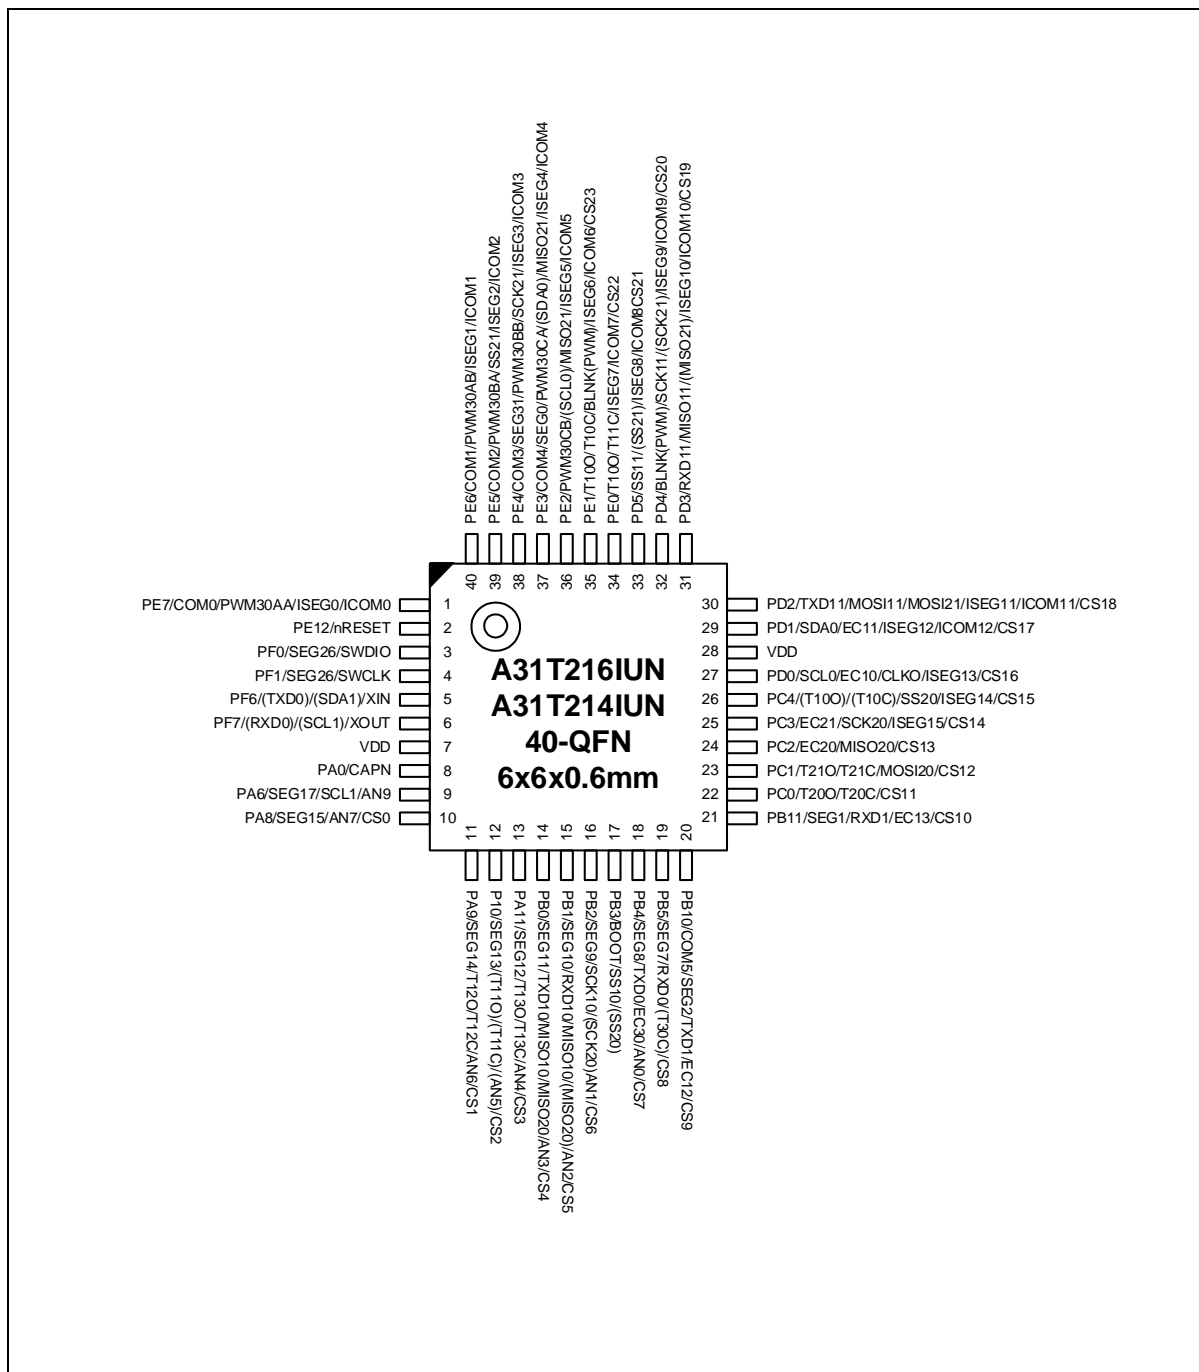 PE6/COM1/PWM30AB/ISEG1/ICOM1
PE5/COM2/PWM30BA/SS21/ISEG2/ICOM2
PE4/COM3/SEG31/PWM30BB/SCK21/ISEG3/ICOM3
PE3/COM4/SEG0/PWM30CA/(SDA0)/MISO21/ISEG4/ICOM4
PE2/PWM30CB/(SCL0)/MISO21/ISEG5/ICOM5
PE1/T10O/T10C/BLNK(PWM)/ISEG6/ICOM6/CS23
PE0/T10O/T11C/ISEG7/ICOM7/CS22
PD5/SS11/(SS21)/ISEG8/ICOM8CS21
PD4/BLNK(PWM)/SCK11/(SCK21)/ISEG9/ICOM9/CS20
PD3/RXD11/MISO11/(MISO21)/ISEG10/ICOM10/CS19
40
39
38
37
36
35
34
33
32
31
PE7/COM0/PWM30AA/ISEG0/ICOM0 1
PE12/nRESET 2
PF0/SEG26/SWDIO 3
PF1/SEG26/SWCLK 4
PF6/(TXD0)/(SDA1)/XIN 5
PF7/(RXD0)/(SCL1)/XOUT 6
VDD 7
PA0/CAPN 8
PA6/SEG17/SCL1/AN9 9
PA8/SEG15/AN7/CS0 10
A31T216IUN
A31T214IUN
40-QFN
6x6x0.6mm
30 PD2/TXD11/MOSI11/MOSI21/ISEG11/ICOM11/CS18
29 PD1/SDA0/EC11/ISEG12/ICOM12/CS17
28 VDD
27 PD0/SCL0/EC10/CLKO/ISEG13/CS16
26 PC4/(T10O)/(T10C)/SS20/ISEG14/CS15
25 PC3/EC21/SCK20/ISEG15/CS14
24 PC2/EC20/MISO20/CS13
23 PC1/T21O/T21C/MOSI20/CS12
22 PC0/T20O/T20C/CS11
21 PB11/SEG1/RXD1/EC13/CS10
11
12
13
14
15
16
17
18
19
20
PA9/SEG14/T12O/T12C/AN6/CS1
P10/SEG13/(T11O)/(T11C)/(AN5)/CS2
PA11/SEG12/T13O/T13C/AN4/CS3
PB0/SEG11/TXD10/MISO10/MISO20/AN3/CS4
PB1/SEG10/RXD10/MISO10/(MISO20)/AN2/CS5
PB2/SEG9/SCK10/(SCK20)AN1/CS6
PB3/BOOT/SS10/(SS20)
PB4/SEG8/TXD0/EC30/AN0/CS7
PB5/SEG7/RXD0/(T30C)/CS8
PB10/COM5/SEG2/TXD1/EC12/CS9